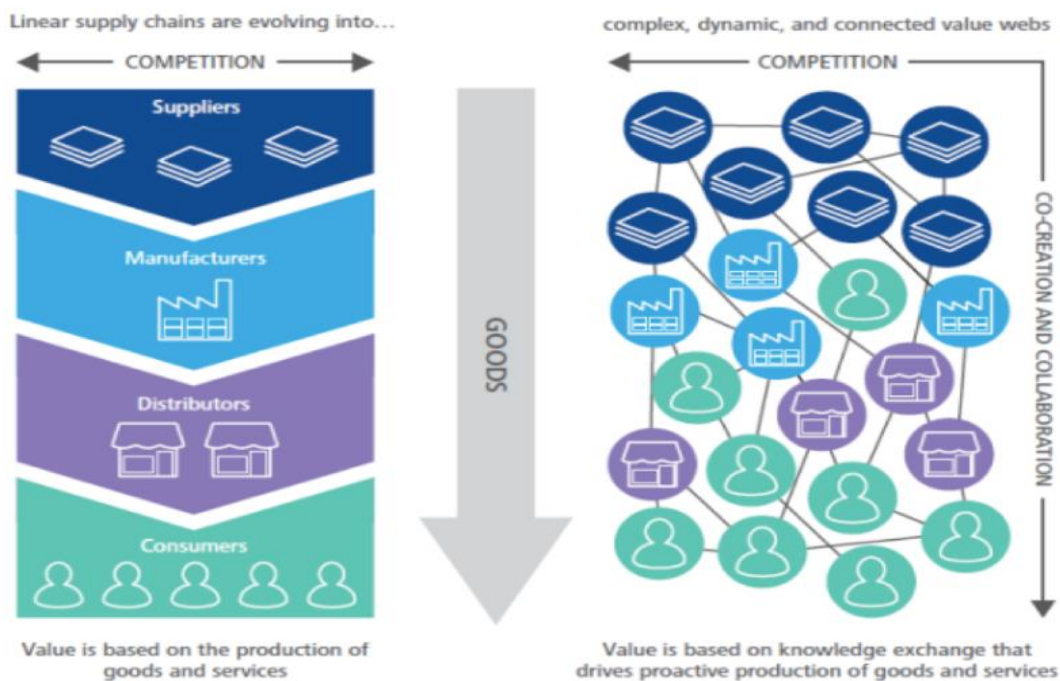 Linear supply chains are evolving into…
COMPETITION
Suppliers
Manufacturers
Distributors
Consumers
Value is based on the production of
goods and services
GOODS
complex, dynamic, and connected value webs
COMPETITION
CO-CREATION AND COLLABORATION
Value is based on knowledge exchange that
drives proactive production of goods and services